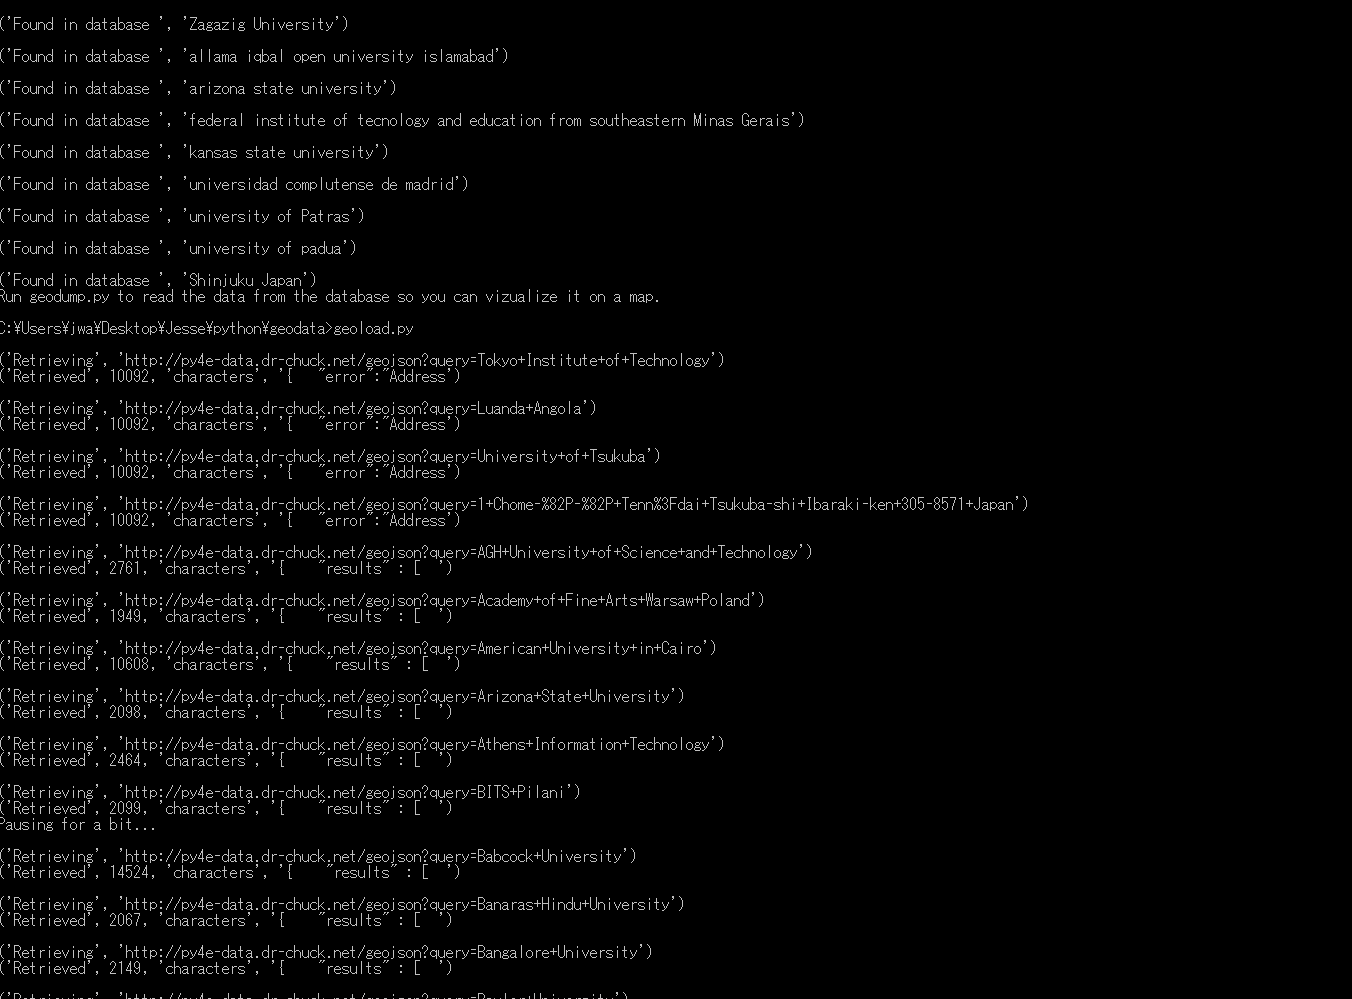 ('Found in database ', 'Zagazig University')
('Found in database ', 'allama iqbal open university islamabad')
('Found in database ', 'arizona state university')
('Found in database ', 'federal institute of tecnology and education from southeastern Minas Gerais')
('Found in database ', 'kansas state university')
('Found in database ', 'universidad complutense de madrid')
('Found in database ', 'university of Patras')
('Found in database ', 'university of padua')
('Found in database ', 'Shinjuku Japan')
Run geodump.py to read the data from the database so you can vizualize it on a map.
C:¥Users¥jwa¥Desktop¥Jesse¥python¥geodata>geoload.py
('Retrieving', 'http://py4e-data.dr-chuck.net/geojson?query=Tokyo+Institute+of+Technology')
('Retrieved', 10092, 'characters', '{   "error":"Address')
('Retrieving', 'http://py4e-data.dr-chuck.net/geojson?query=Luanda+Angola')
('Retrieved', 10092, 'characters', '{   "error":"Address')
('Retrieving', 'http://py4e-data.dr-chuck.net/geojson?query=University+of+Tsukuba')
('Retrieved', 10092, 'characters', '{   "error":"Address')
('Retrieving', 'http://py4e-data.dr-chuck.net/geojson?query=1+Chome-%82P-%82P+Tenn%3Fdai+Tsukuba-shi+Ibaraki-ken+305-8571+Japan')
('Retrieved', 10092, 'characters', '{   "error":"Address')
('Retrieving', 'http://py4e-data.dr-chuck.net/geojson?query=AGH+University+of+Science+and+Technology')
('Retrieved', 2761, 'characters', '{    "results" : [  ')
('Retrieving', 'http://py4e-data.dr-chuck.net/geojson?query=Academy+of+Fine+Arts+Warsaw+Poland')
('Retrieved', 1949, 'characters', '{    "results" : [  ')
('Retrieving', 'http://py4e-data.dr-chuck.net/geojson?query=American+University+in+Cairo')
('Retrieved', 10608, 'characters', '{    "results" : [  ')
('Retrieving', 'http://py4e-data.dr-chuck.net/geojson?query=Arizona+State+University')
('Retrieved', 2098, 'characters', '{    "results" : [  ')
('Retrieving', 'http://py4e-data.dr-chuck.net/geojson?query=Athens+Information+Technology')
('Retrieved', 2464, 'characters', '{    "results" : [  ')
('Retrieving', 'http://py4e-data.dr-chuck.net/geojson?query=BITS+Pilani')
('Retrieved', 2099, 'characters', '{    "results" : [  ')
Pausing for a bit...
('Retrieving', 'http://py4e-data.dr-chuck.net/geojson?query=Babcock+University')
('Retrieved', 14524, 'characters', '{    "results" : [  ')
('Retrieving', 'http://py4e-data.dr-chuck.net/geojson?query=Banaras+Hindu+University')
('Retrieved', 2067, 'characters', '{    "results" : [  ')
('Retrieving', 'http://py4e-data.dr-chuck.net/geojson?query=Bangalore+University')
('Retrieved', 2149, 'characters', '{    "results" : [  ')
('Retrieving', 'http://py4e-data.dr-chuck.net/geojson?query=Baylor+University')